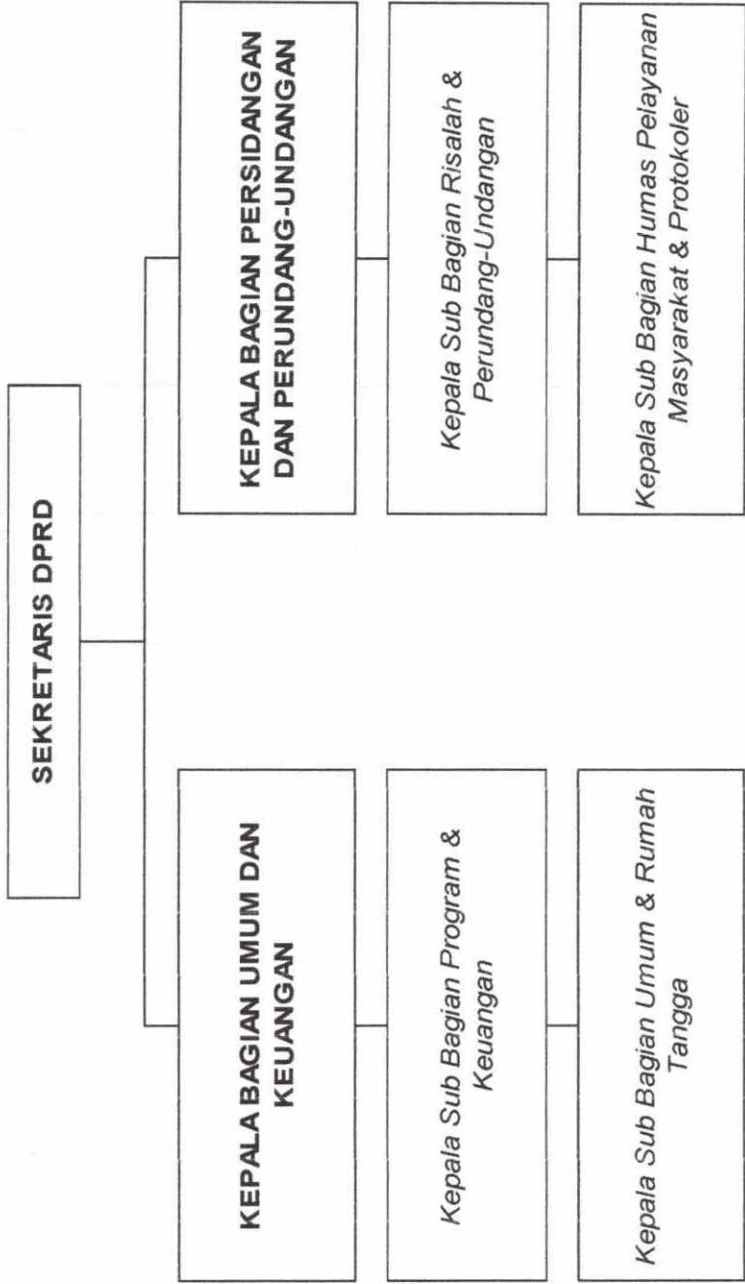 SEKRETARIS DPRD
KEPALA BAGIAN UMUM DAN
KEUANGAN
Kepala Sub Bagian Program &
Keuangan
Kepala Sub Bagian Umum & Rumah
Tangga
KEPALA BAGIAN PERSIDANGAN
DAN PERUNDANG-UNDANGAN
Kepala Sub Bagian Risalah &
Perundang-Undangan
Kepala Sub Bagian Humas Pelayanan
Masyarakat & Protokoler